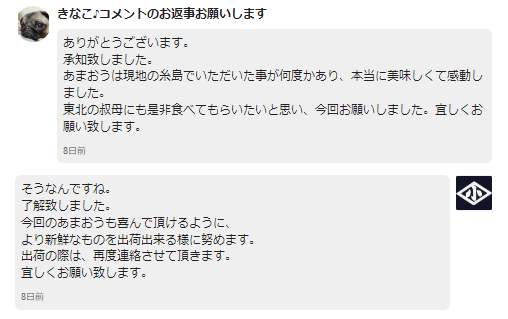 きなこ♪コメントのお返事お願いします
ありがとうございます。
承知致しました。
あまおうは現地の糸島でいただいた事が何度かあり、本当に美味しくて感動し
ました。
東北の叔母にも是非食べてもらいたいと思い、今回お願いしました。宜しくお
願い致します。
8日前
そうなんですね。
了解致しました。
今回のあまおうも喜んで頂けるように、
より新鮮なものを出荷出来る様に努めます。
出荷の際は、再度連絡させて頂きます。
宜しくお願い致します。
小
8日前